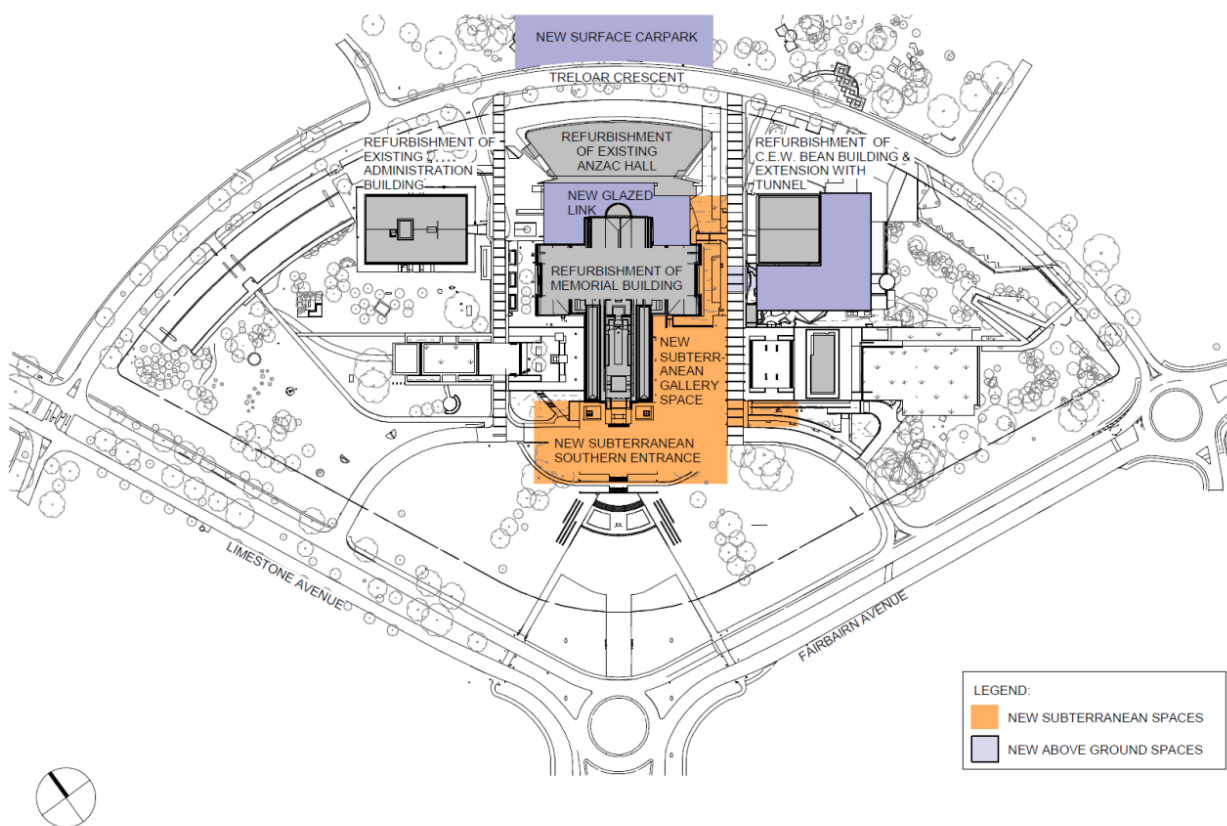 NEW SURFACE CARPARK
TRELOAR CRESCENT
REFURBISHMENT OF
EXISTING
ADMINISTRATION
BUILDING
REFURBISHMENT
OF EXISTING
ANZAC HALL
REFURBISHMENT OF
C.E.W. BEAN BUILDING &
EXTENSION WITH
TUNNEL
NEW GLAZED
LINK
REFURBISHMENT OF
MEMORIAL BUILDING
NEW
SUBTER-
RANEAN
GALLERY
SPACE
NEW SUBTERRANEAN
SOUTHERN ENTRANCE
LIMESTONE AVENUE
FAIRBAIRN AVENUE
LEGEND:
NEW SUBTERRANEAN SPACES
NEW ABOVE GROUND SPACES